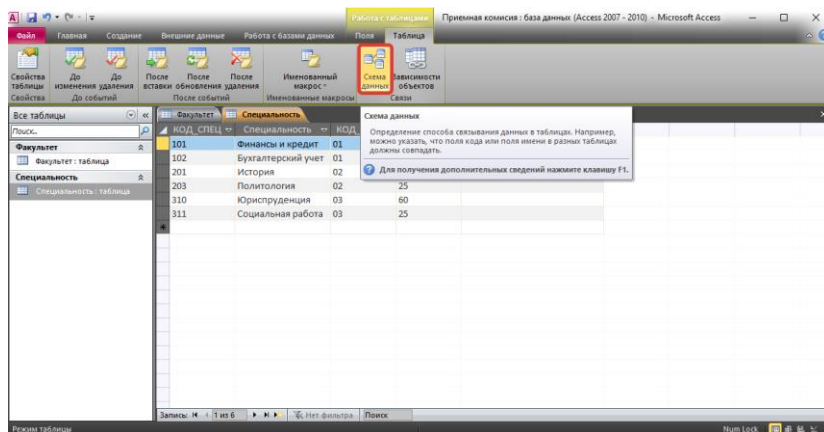 Работа с таблицами
Приемная комисия : база данных (Access 2007 - 2010) - Microsoft Access
Файл Главная Создание Внешние данные Работа с базами данных Поля Таблица
Свойства таблицы
До изменения
До удаления
После вставки
После обновления
После удаления
Именованный макрос
Схема данных
Зависимости объектов
Свойства До событий После событий Именованные макросы Связи
Все таблицы
Поиск..
Факультет
Факультет : таблица
Специальность
Специальность : таблица
Факультет Специальность
КОД_СПЕЦ Специальность КОД_
101 Финансы и кредит 01
102 Бухгалтерский учет 01
201 История 02
203 Политология 02 25
310 Юриспруденция 03 60
311 Социальная работа 03 25
Схема данных
Определение способа связывания данных в таблицах. Например,
можно указать, что поля кода или поля имени в разных таблицах
должны совпадать.
Для получения дополнительных сведений нажмите клавишу F1.
Запись: 1 из 6 Нет фильтра Поиск
Режим таблицы Num Lock